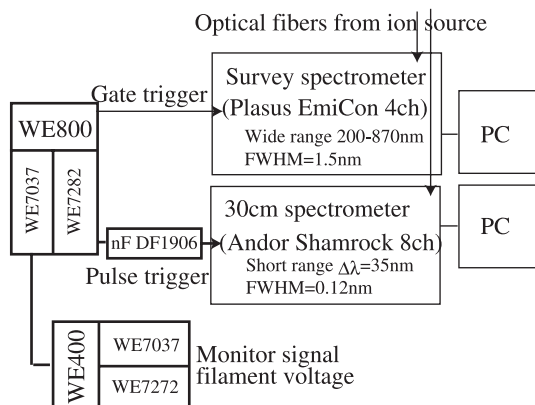 Optical fibers from ion source
Survey spectrometer
Gate trigger
(Plasus EmiCon 4ch)
Wide range 200-870nm
FWHM=1.5nm
PC
WE800
WE7037
WE7282
30cm spectrometer
nF DF1906
(Andor Shamrock 8ch)
Pulse trigger
Short range Δλ=35nm
FWHM=0.12nm
PC
WE400
WE7037
WE7272
Monitor signal
filament voltage